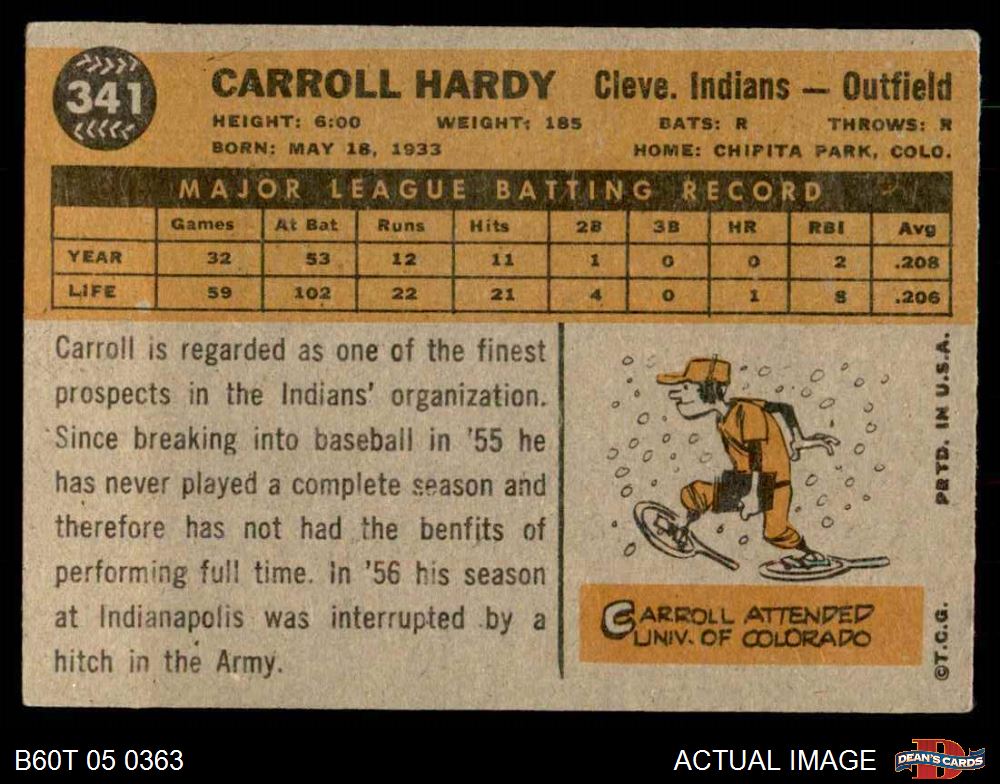 341
CARROLL HARDY Cleve. Indians — Outfield
HEIGHT: 6:00 WEIGHT: 185 BATS: R THROWS: R
BORN: MAY 18, 1933 HOME: CHIPITA PARK, COLO.
MAJOR LEAGUE BATTING RECORD
Games At Bat Runs Hits 2B 3B HR RBI Avg
YEAR 32 53 12 11 1 0 0 2 .208
LIFE 59 102 22 21 4 0 1 8 .206
Carroll is regarded as one of the finest
prospects in the Indians' organization.
Since breaking into baseball in '55 he
has never played a complete season and
therefore has not had the benfits of
performing full time. In '56 his season
at Indianapolis was interrupted by a
hitch in the Army.
CARROLL ATTENDED
UNIV. OF COLORADO
©T.C.G. PRTD. IN U.S.A.
B60T 05 0363 ACTUAL IMAGE
DEAN'S CARDS